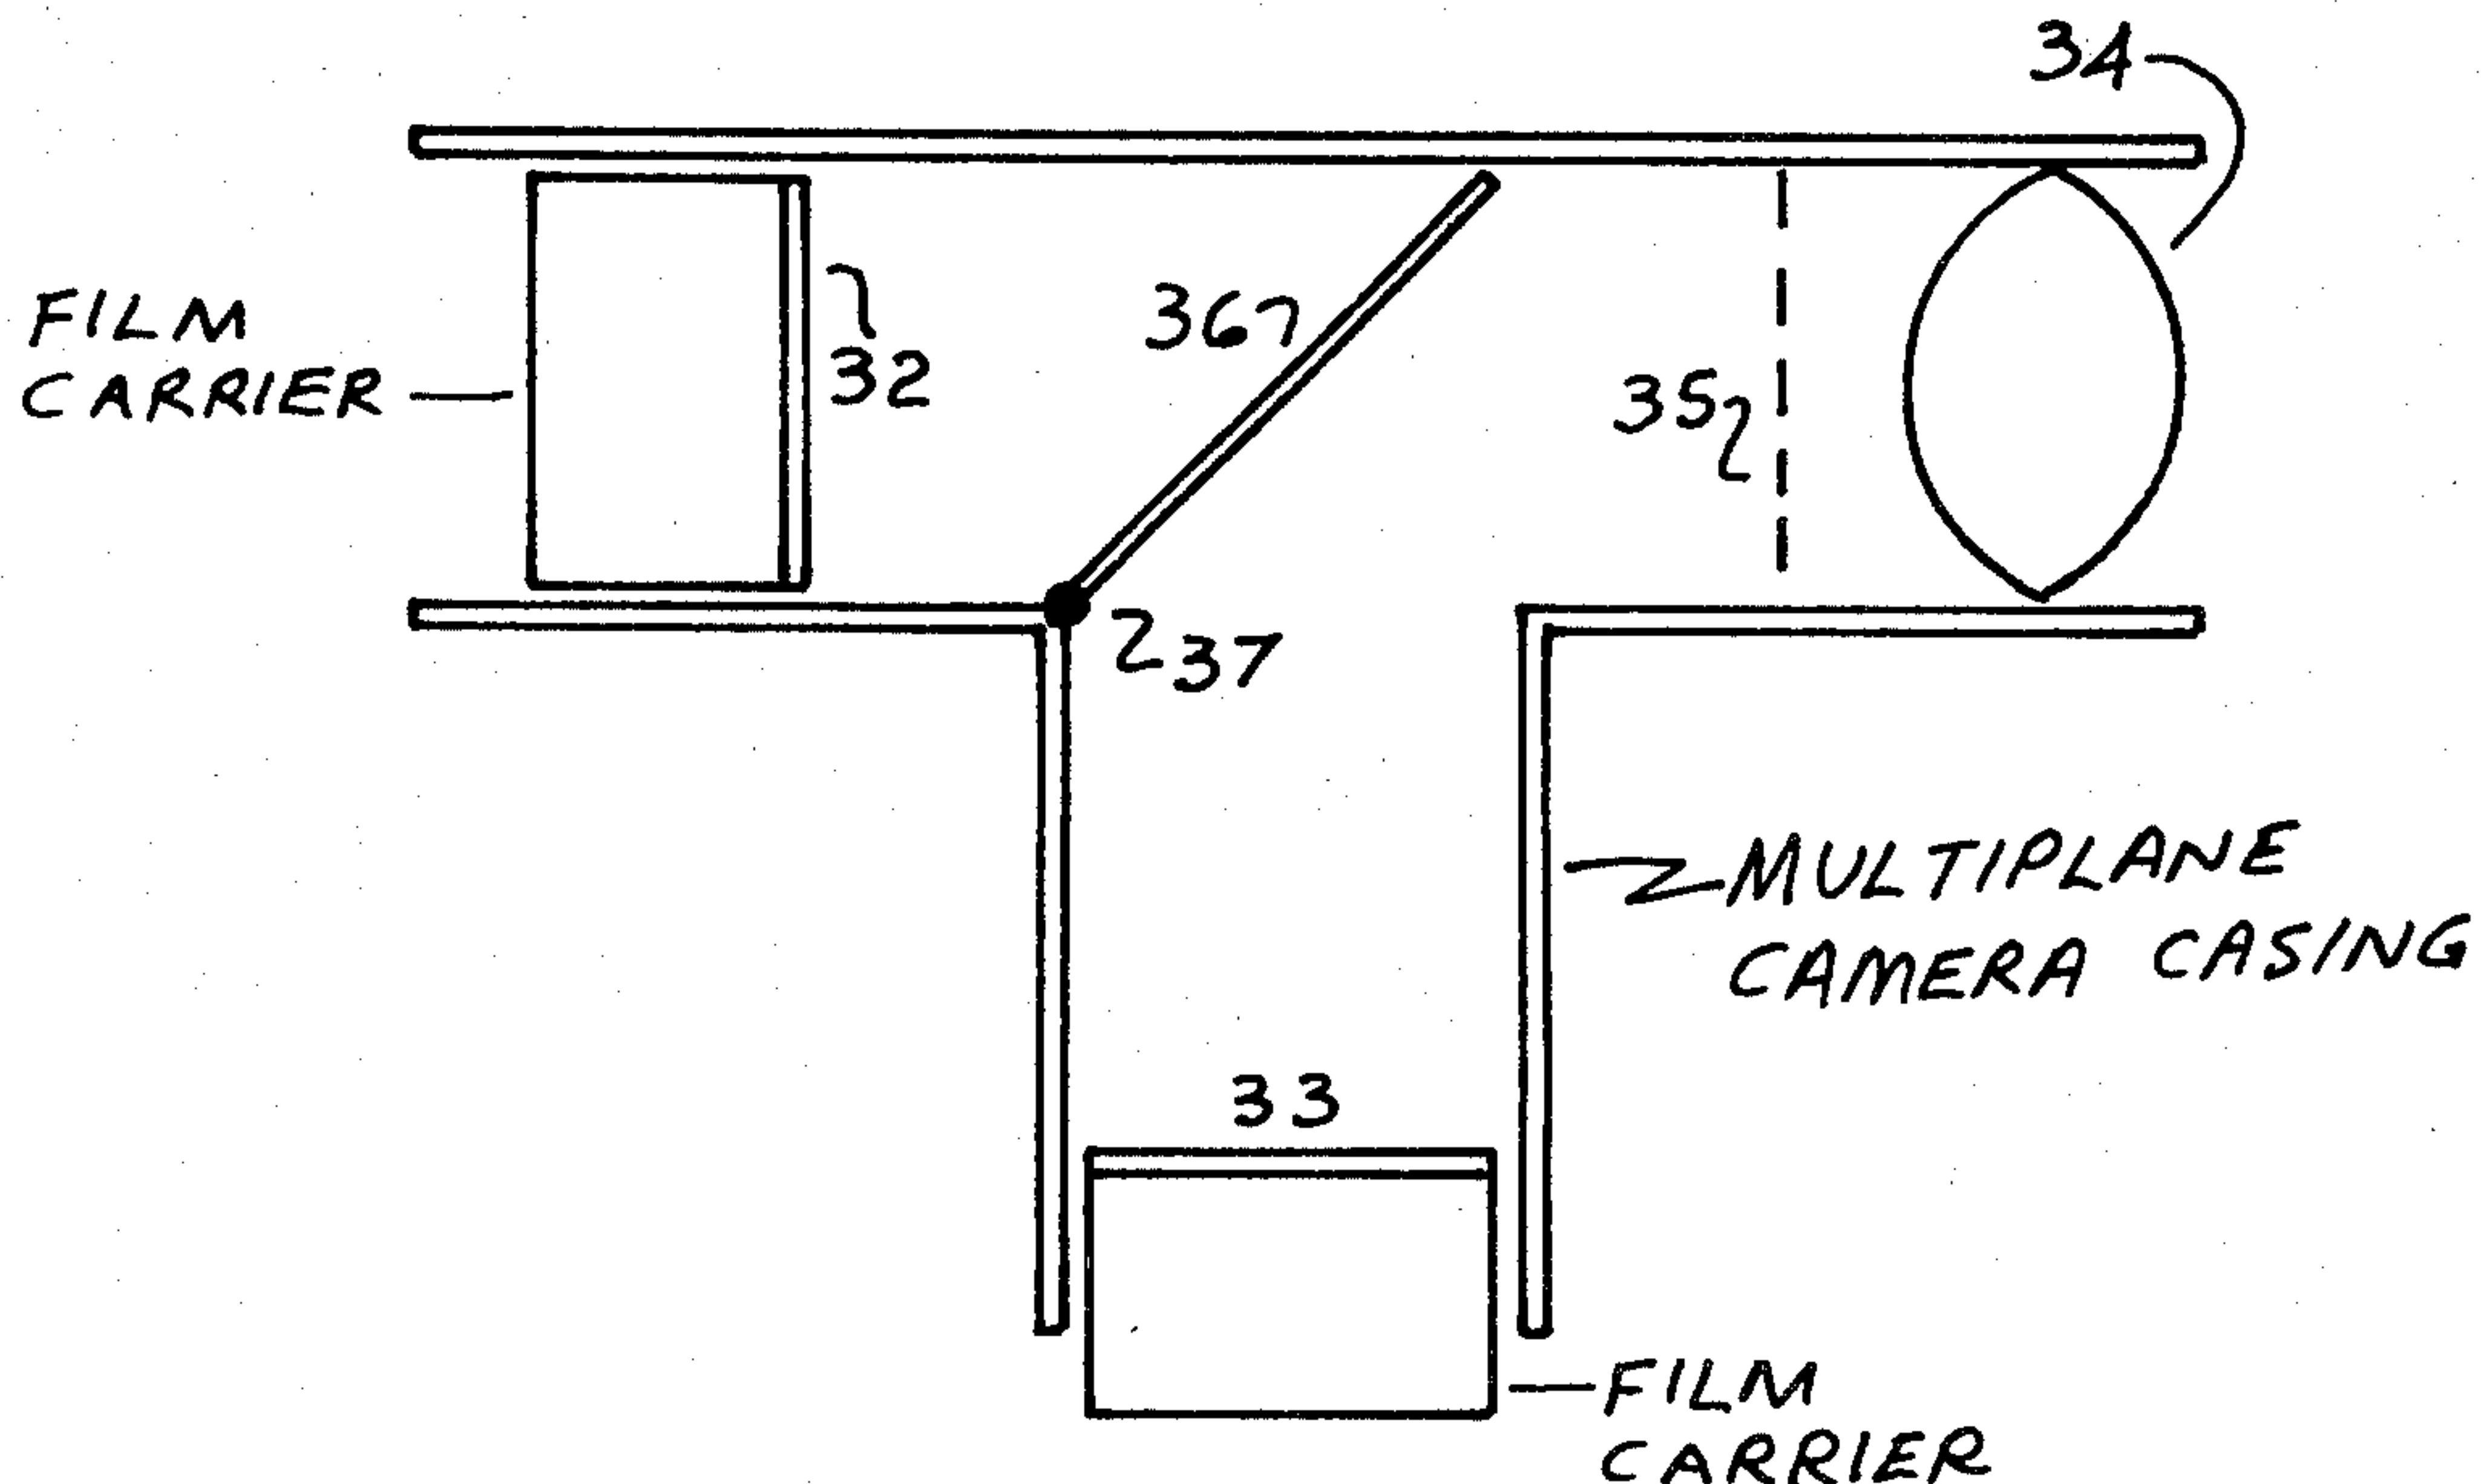 34
FILM
CARRIER
32
36
35
37
MULTIPLANE
CAMERA CASING
33
FILM
CARRIER